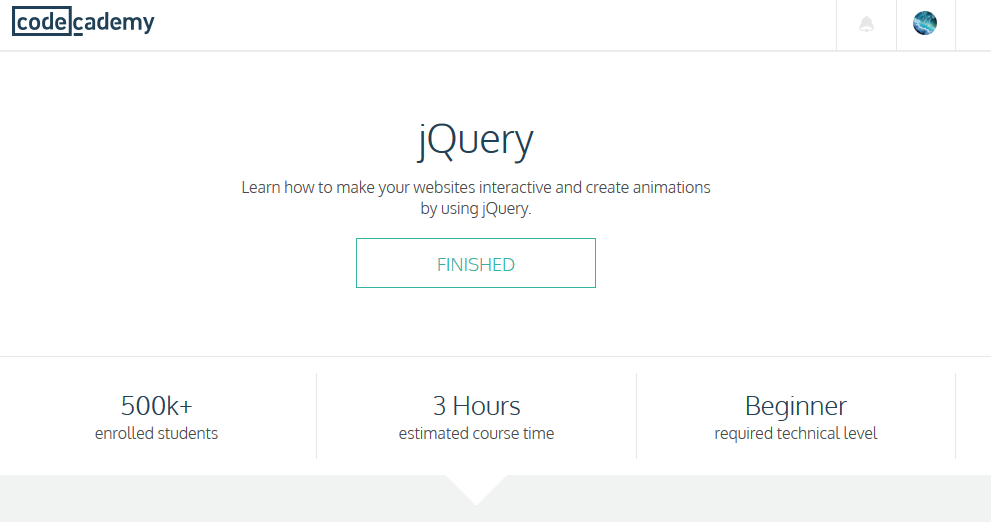 codecademy
jQuery
Learn how to make your websites interactive and create animations
by using jQuery.
FINISHED
500k+
enrolled students
3 Hours
estimated course time
Beginner
required technical level